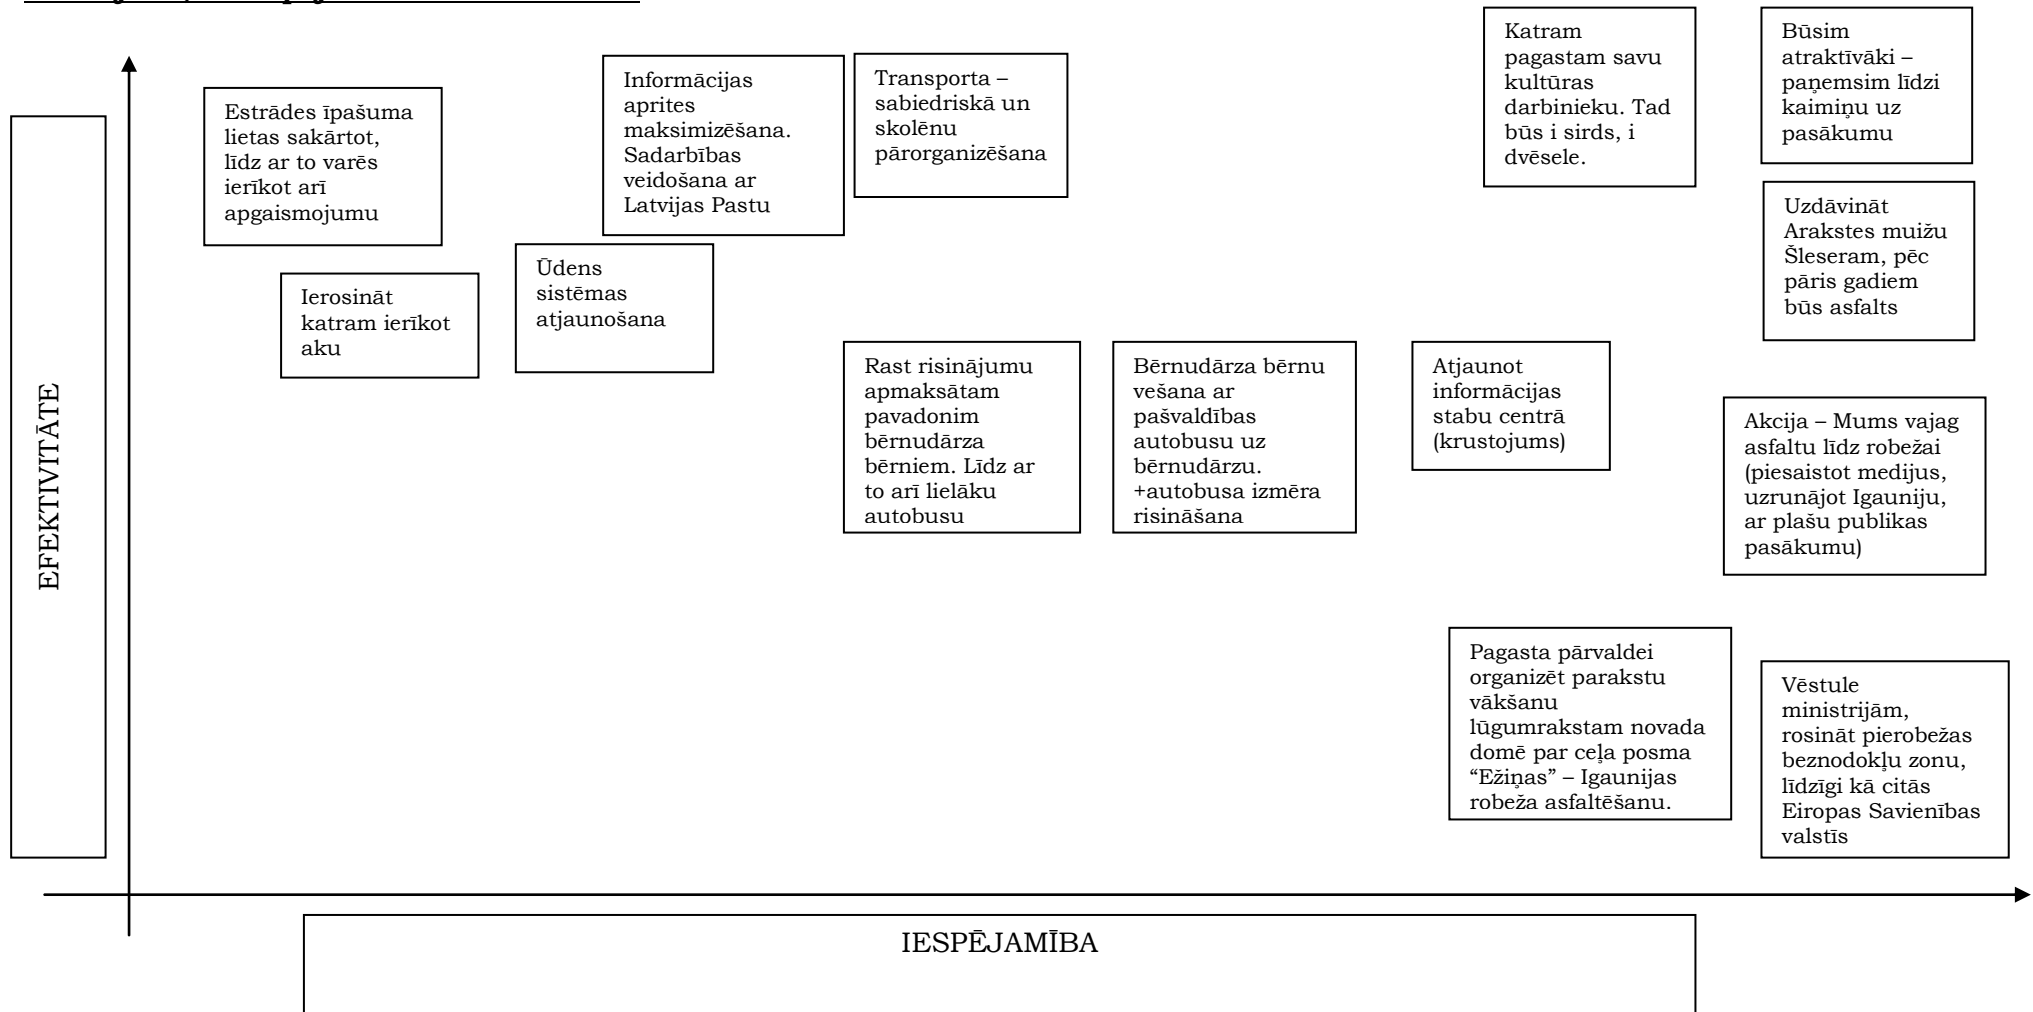 Katram
pagastam savu
kultūras
darbinieku. Tad
būs i sirds, i
dvēsele.
Būsim
atraktīvāki –
paņemsim līdzi
kaimiņu uz
pasākumu
Informācijas
aprites
maksimizēšana.
Sadarbības
veidošana ar
Latvijas Pastu
Transporta –
sabiedriskā un
skolēnu
pārorganizēšana
Estrādes īpašuma
lietas sakārtot,
līdz ar to varēs
ierīkot arī
apgaismojumu
Uzdāvināt
Arakstes muižu
Šleseram, pēc
pāris gadiem
būs asfalts
Ūdens
sistēmas
atjaunošana
Ierosināt
katram ierīkot
aku
Rast risinājumu
apmaksātam
pavadonim
bērnudārza
bērniem. Līdz ar
to arī lielāku
autobusu
Bērnudārza bērnu
vešana ar
pašvaldības
autobusu uz
bērnudārzu.
+autobusa izmēra
risināšana
Atjaunot
informācijas
stabu centrā
(krustojums)
Akcija – Mums vajag
asfaltu līdz robežai
(piesaistot medijus,
uzrunājot Igauniju,
ar plašu publikas
pasākumu)
EFEKTIVITĀTE
Pagasta pārvaldei
organizēt parakstu
vākšanu
lūgumrakstam novada
domē par ceļa posma
“Ežiņas” – Igaunijas
robeža asfaltēšanu.
Vēstule
ministrijām,
rosināt pierobežas
beznodokļu zonu,
līdzīgi kā citās
Eiropas Savienības
valstīs
IESPĒJAMĪBA